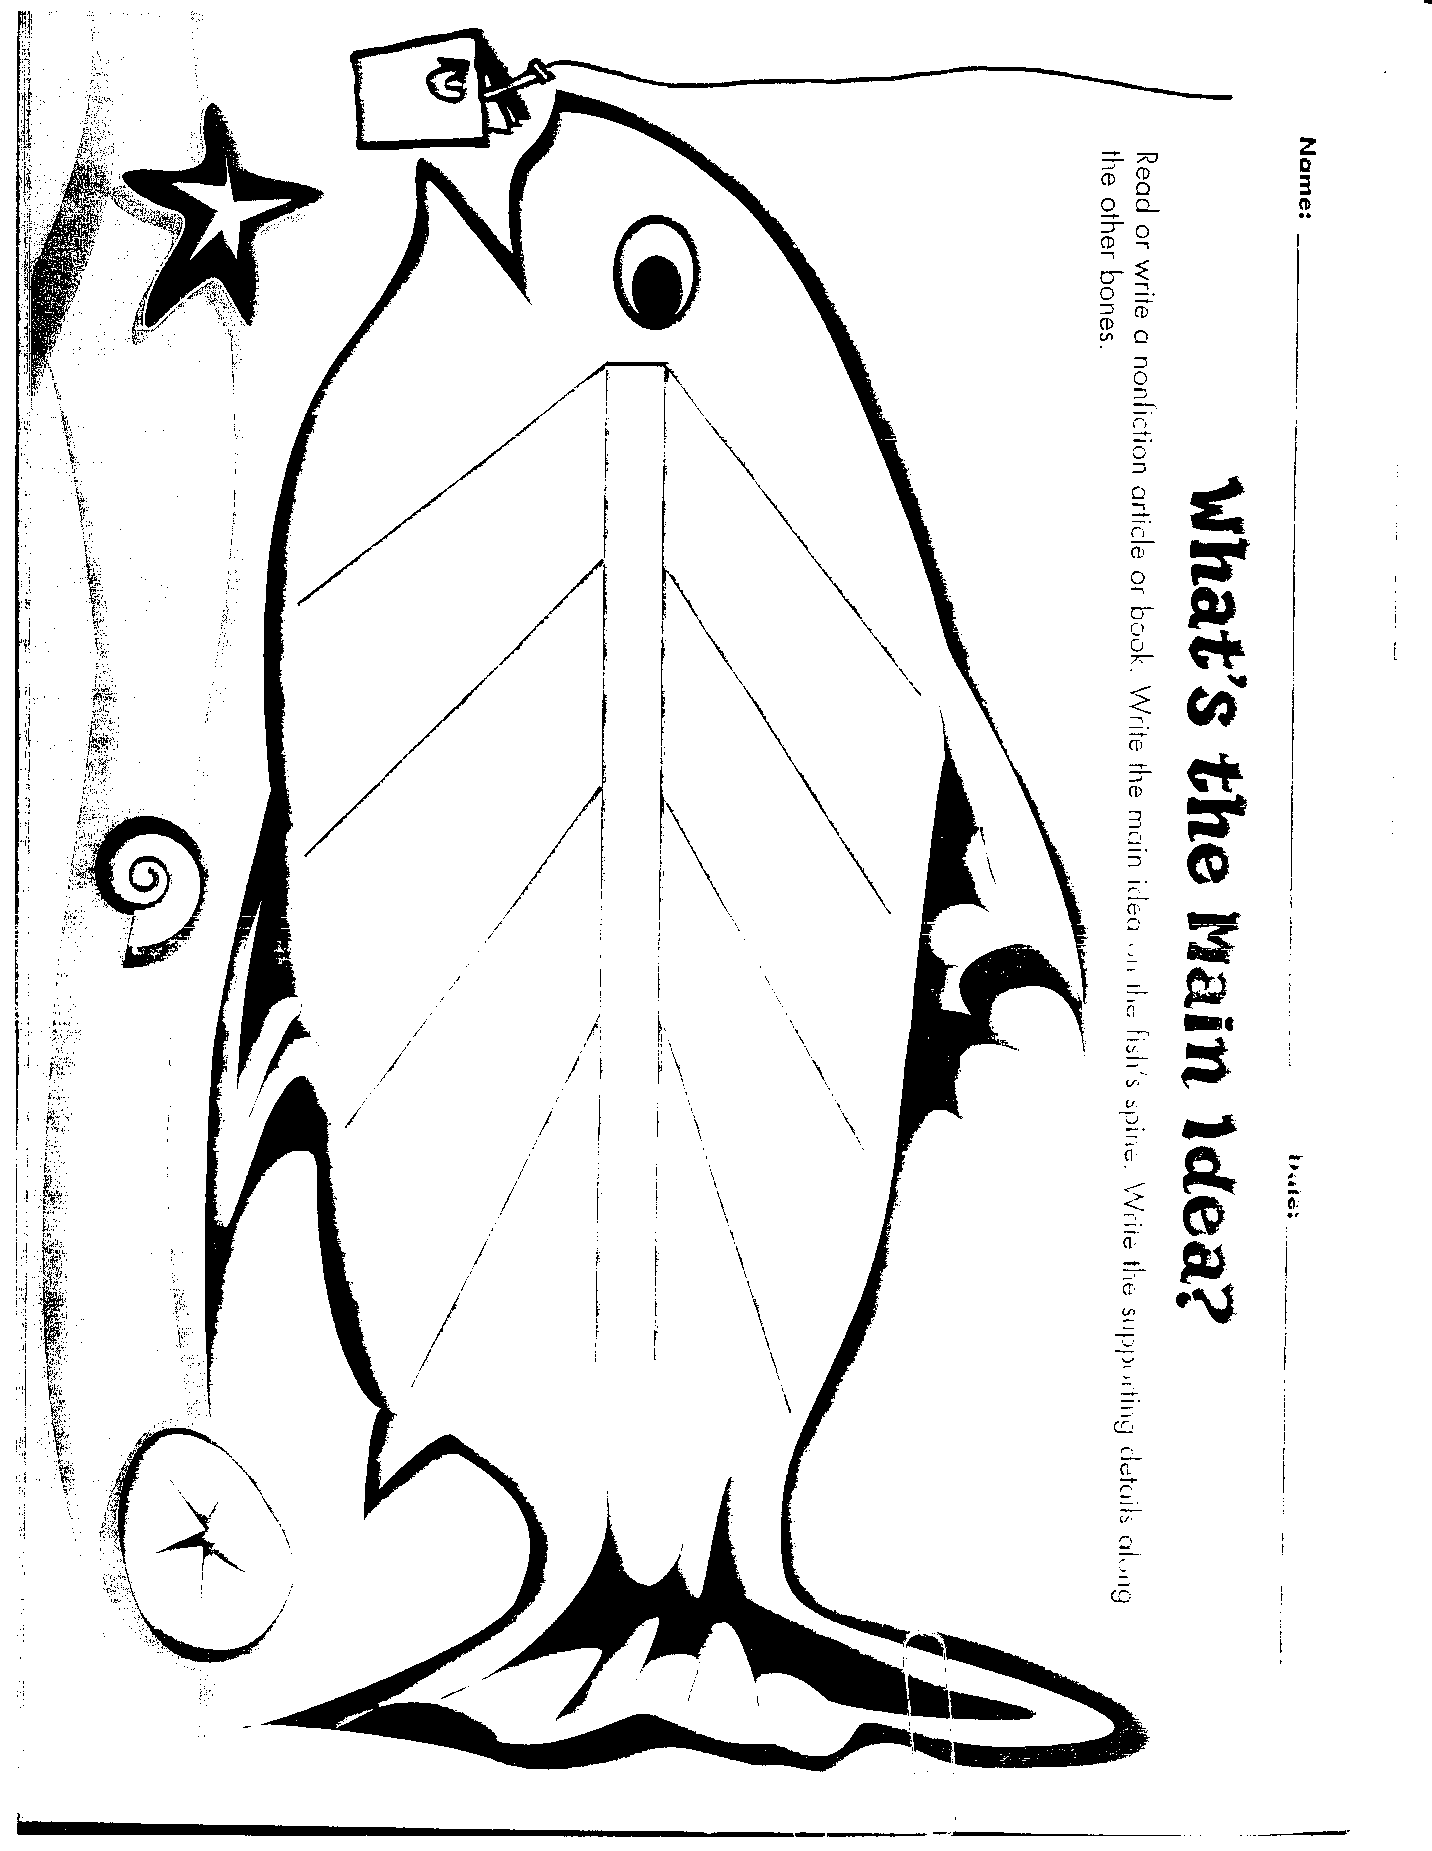 Name: Date:
What's the Main Idea?
Read or write a nonfiction article or book. Write the main idea on the fish's spine. Write the supporting details along
the other bones.